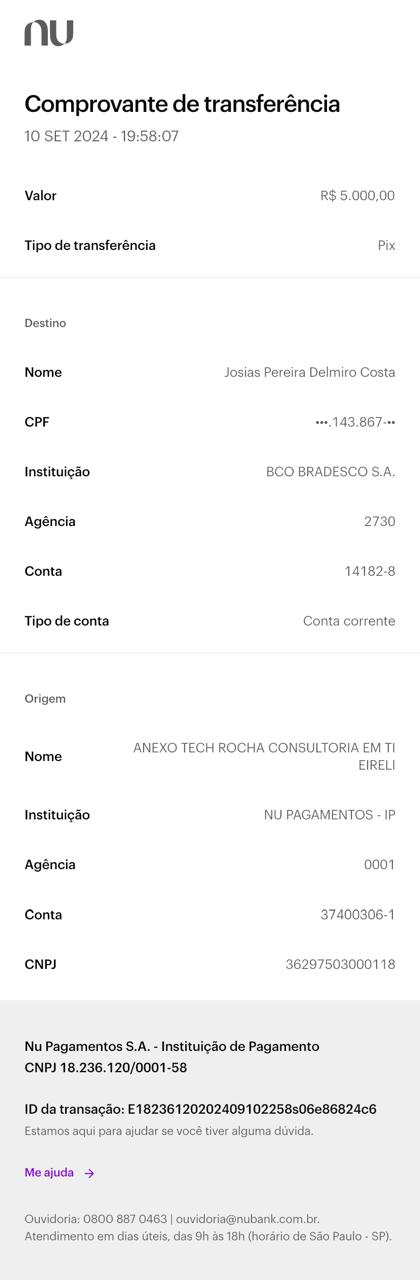 nu
Comprovante de transferência
10 SET 2024 - 19:58:07
Valor R$ 5.000,00
Tipo de transferência Pix
Destino
Nome Josias Pereira Delmiro Costa
CPF •••.143.867-••
Instituição BCO BRADESCO S.A.
Agência 2730
Conta 14182-8
Tipo de conta Conta corrente
Origem
Nome ANEXO TECH ROCHA CONSULTORIA EM TI
EIRELI
Instituição NU PAGAMENTOS - IP
Agência 0001
Conta 37400306-1
CNPJ 36297503000118
Nu Pagamentos S.A. - Instituição de Pagamento
CNPJ 18.236.120/0001-58
ID da transação: E18236120202409102258s06e86824c6
Estamos aqui para ajudar se você tiver alguma dúvida.
Me ajuda →
Ouvidoria: 0800 887 0463 | ouvidoria@nubank.com.br.
Atendimento em dias úteis, das 9h às 18h (horário de São Paulo - SP).